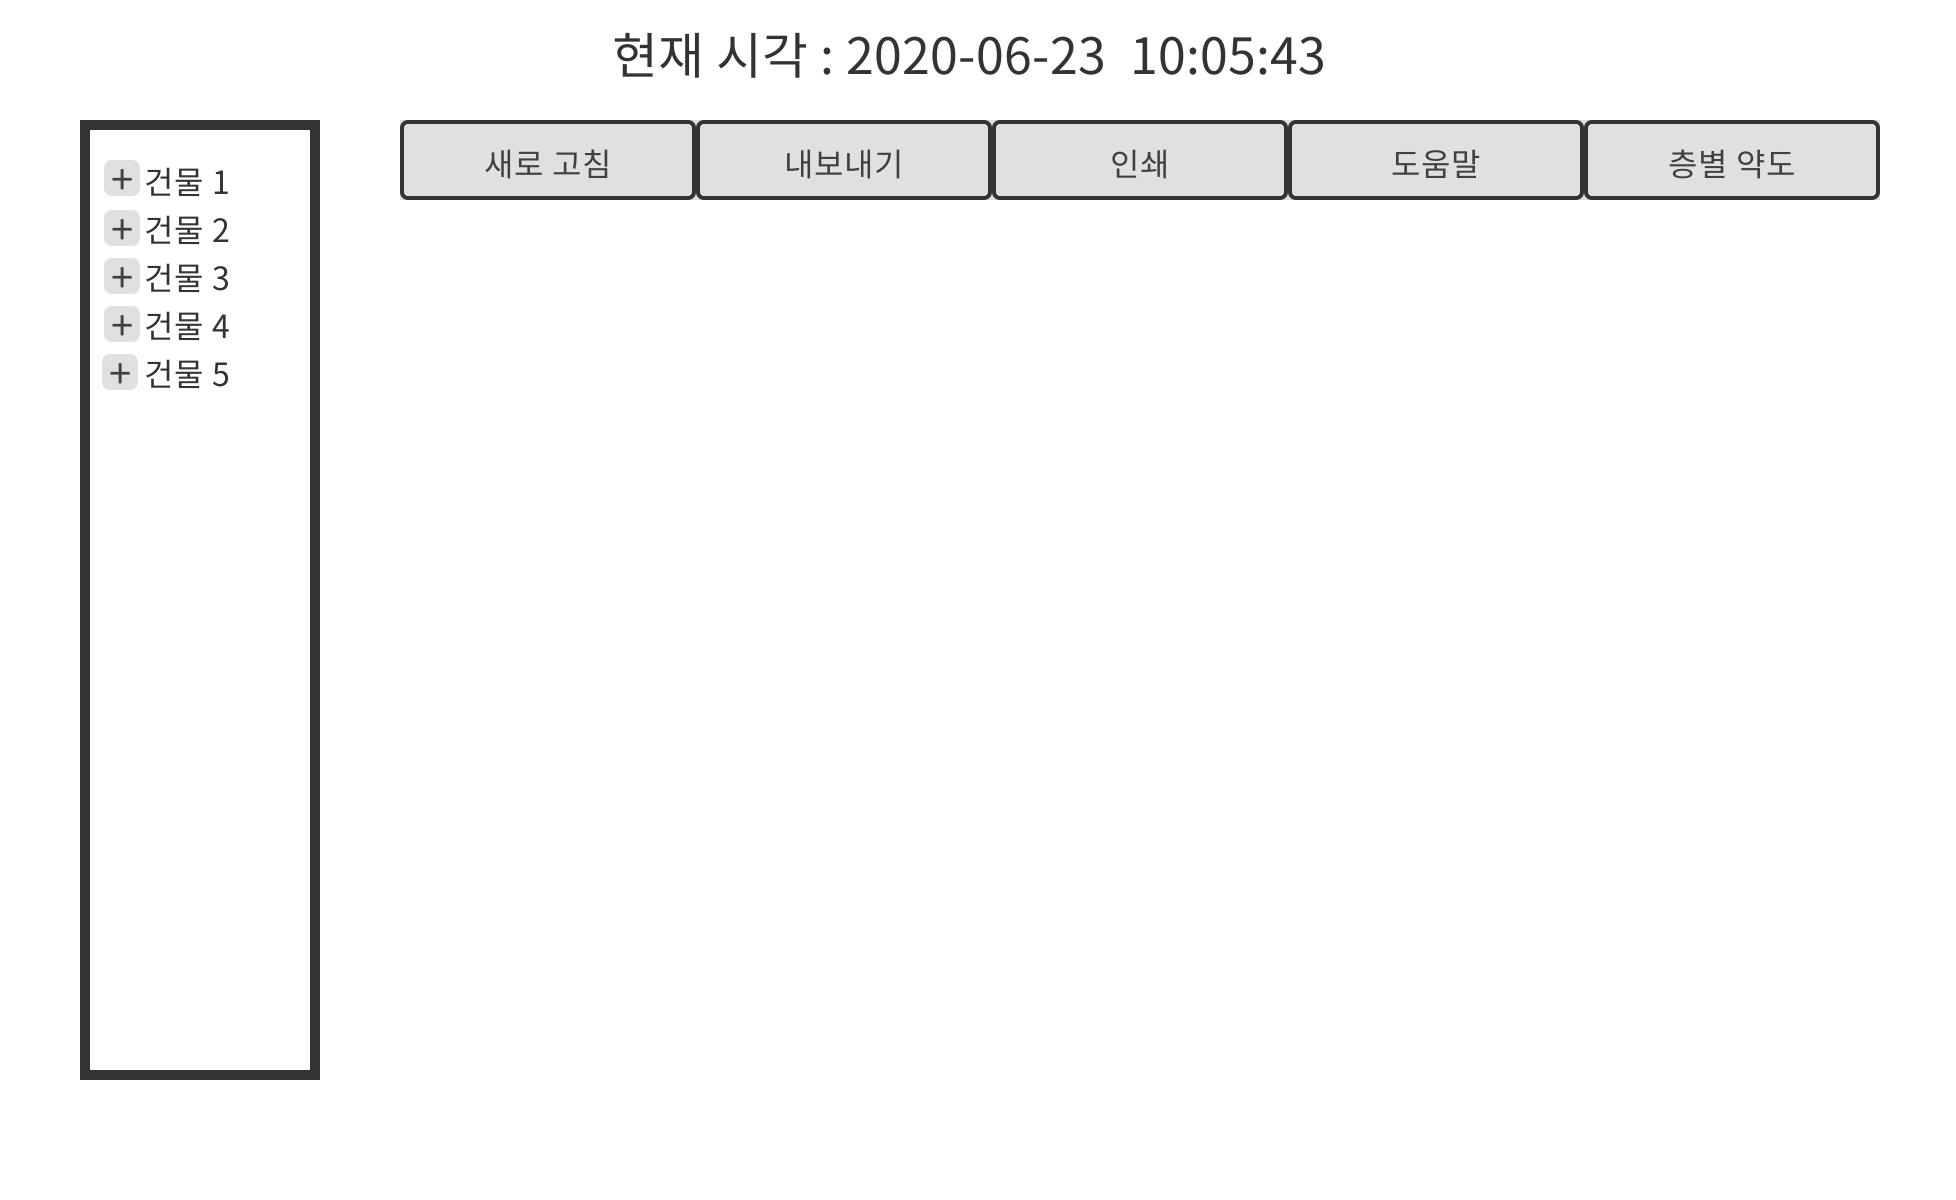 현재 시각 : 2020-06-23  10:05:43
새로 고침 내보내기 인쇄 도움말 층별 약도
+ 건물 1
+ 건물 2
+ 건물 3
+ 건물 4
+ 건물 5